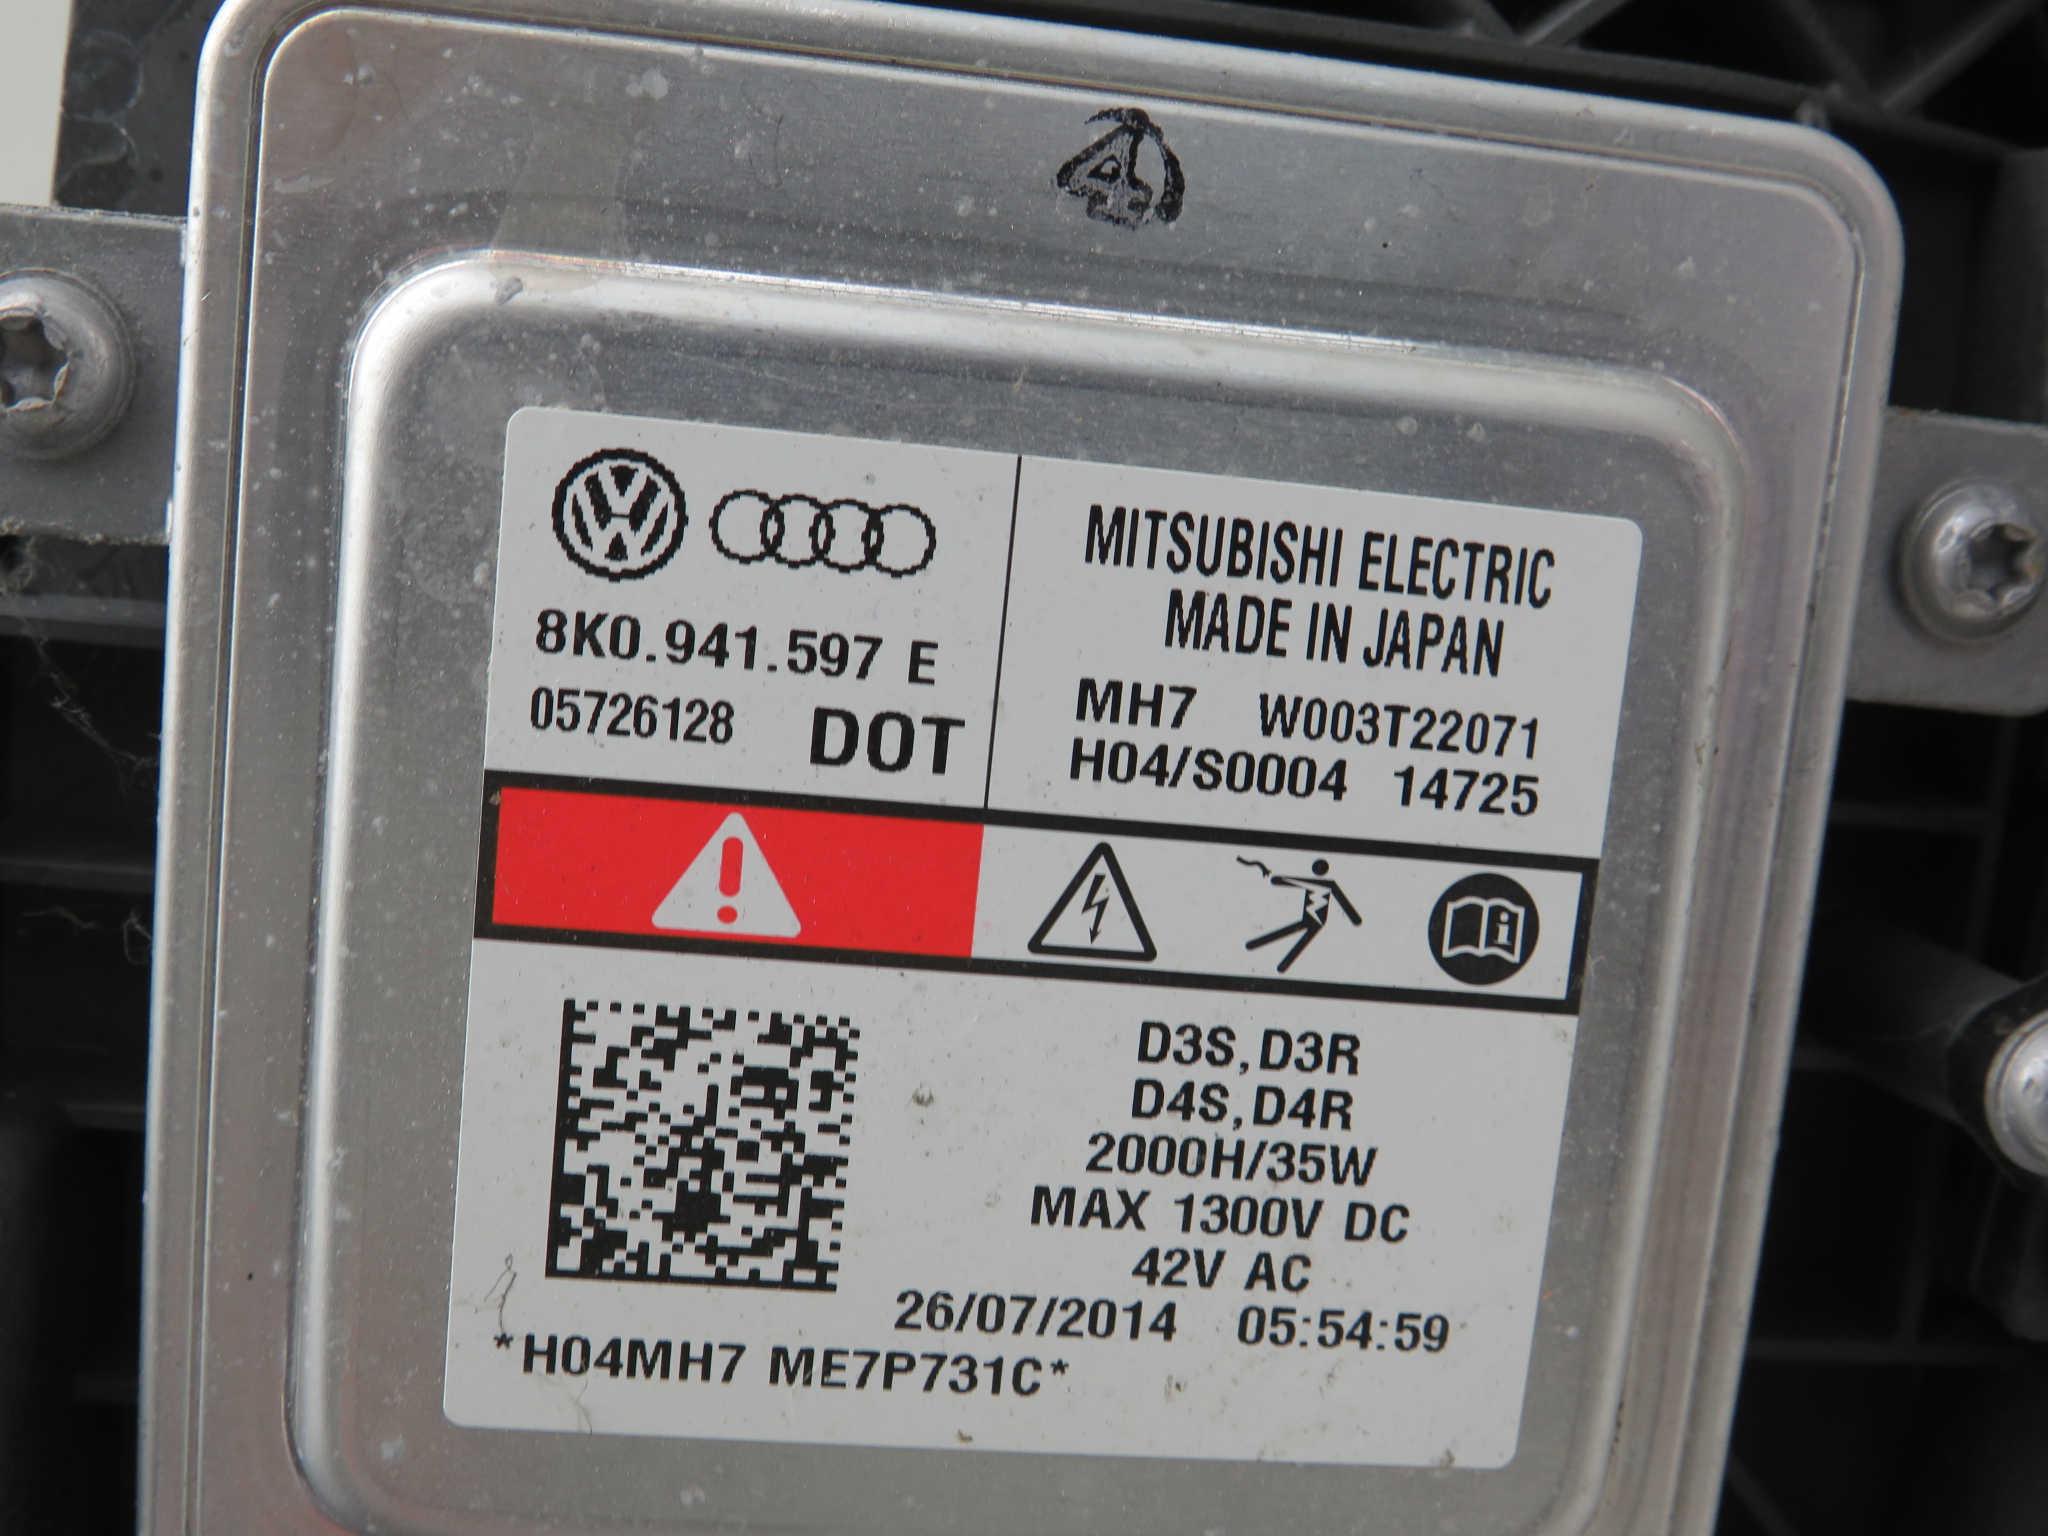 8K0.941.597 E
05726128 DOT
MITSUBISHI ELECTRIC
MADE IN JAPAN
MH7 W003T22071
H04/S0004 14725
D3S,D3R
D4S,D4R
2000H/35W
MAX 1300V DC
42V AC
26/07/2014 05:54:59
*H04MH7 ME7P731C*